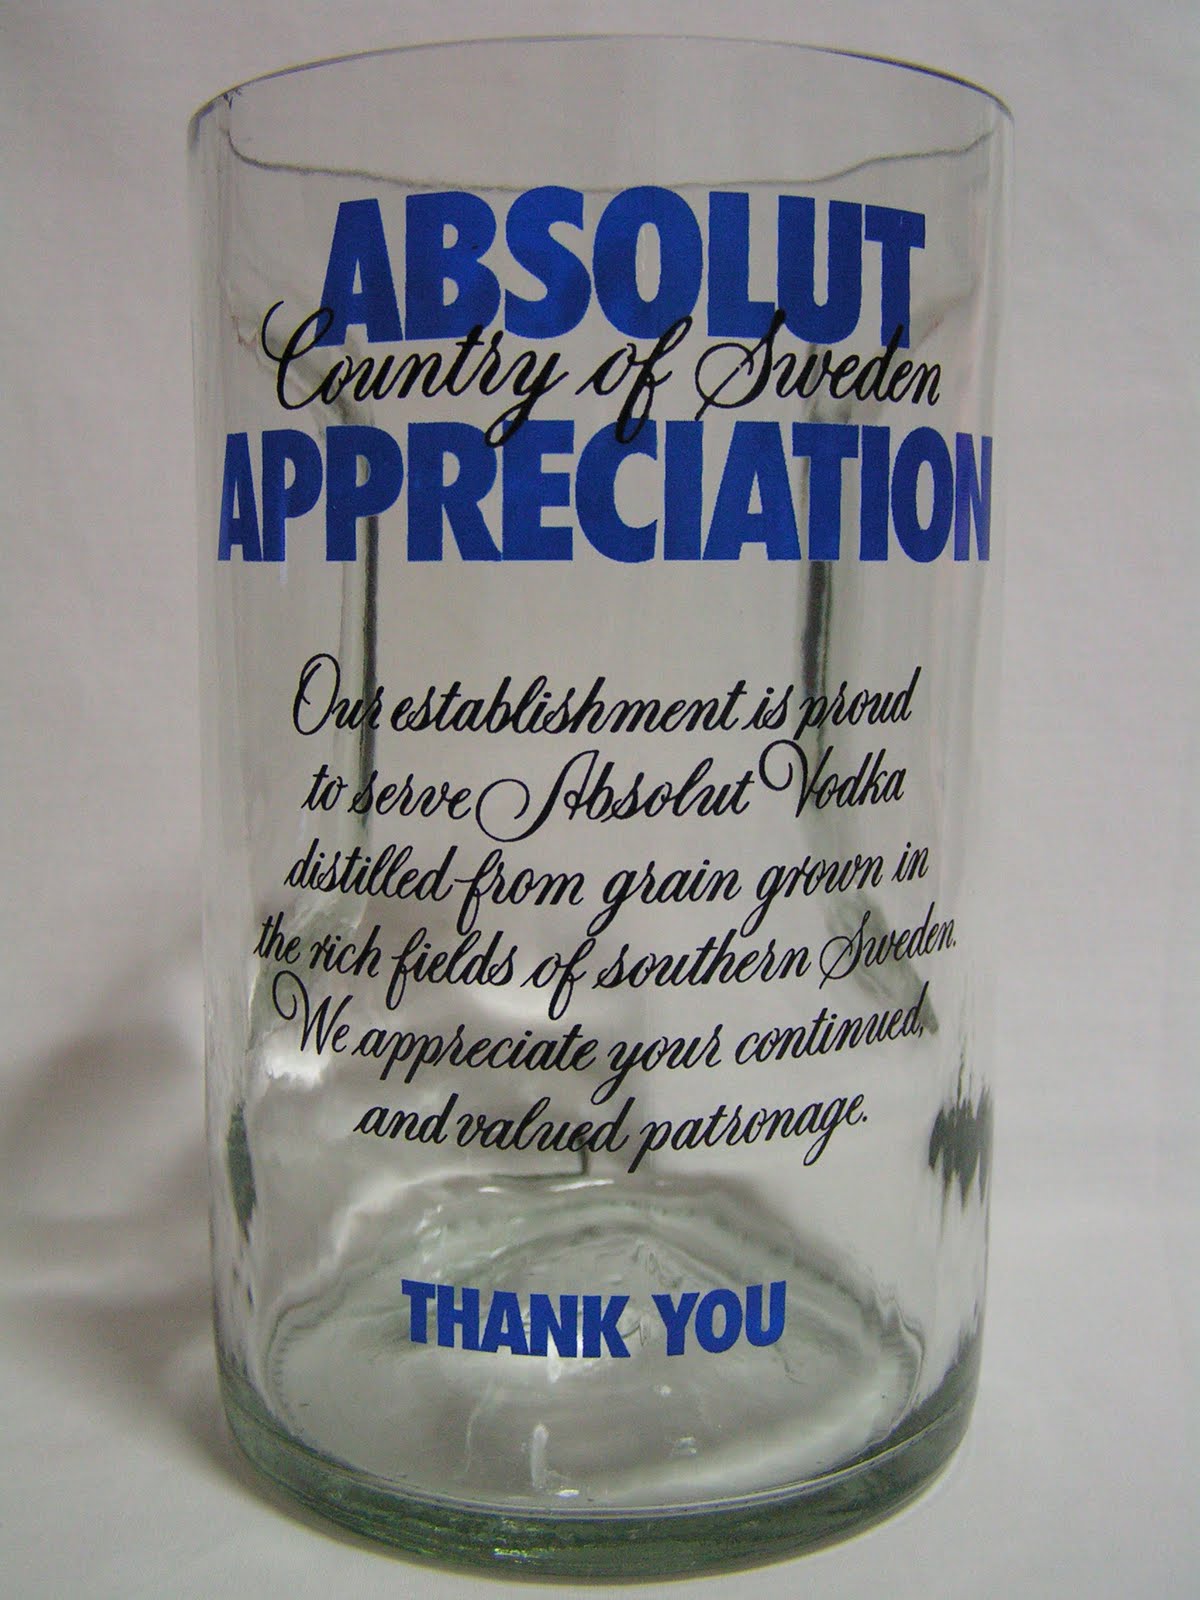 ABSOLUT
Country of Sweden
APPRECIATION
Our establishment is proud
to serve Absolut Vodka
distilled from grain grown in
the rich fields of southern Sweden.
We appreciate your continued,
and valued patronage.
THANK YOU